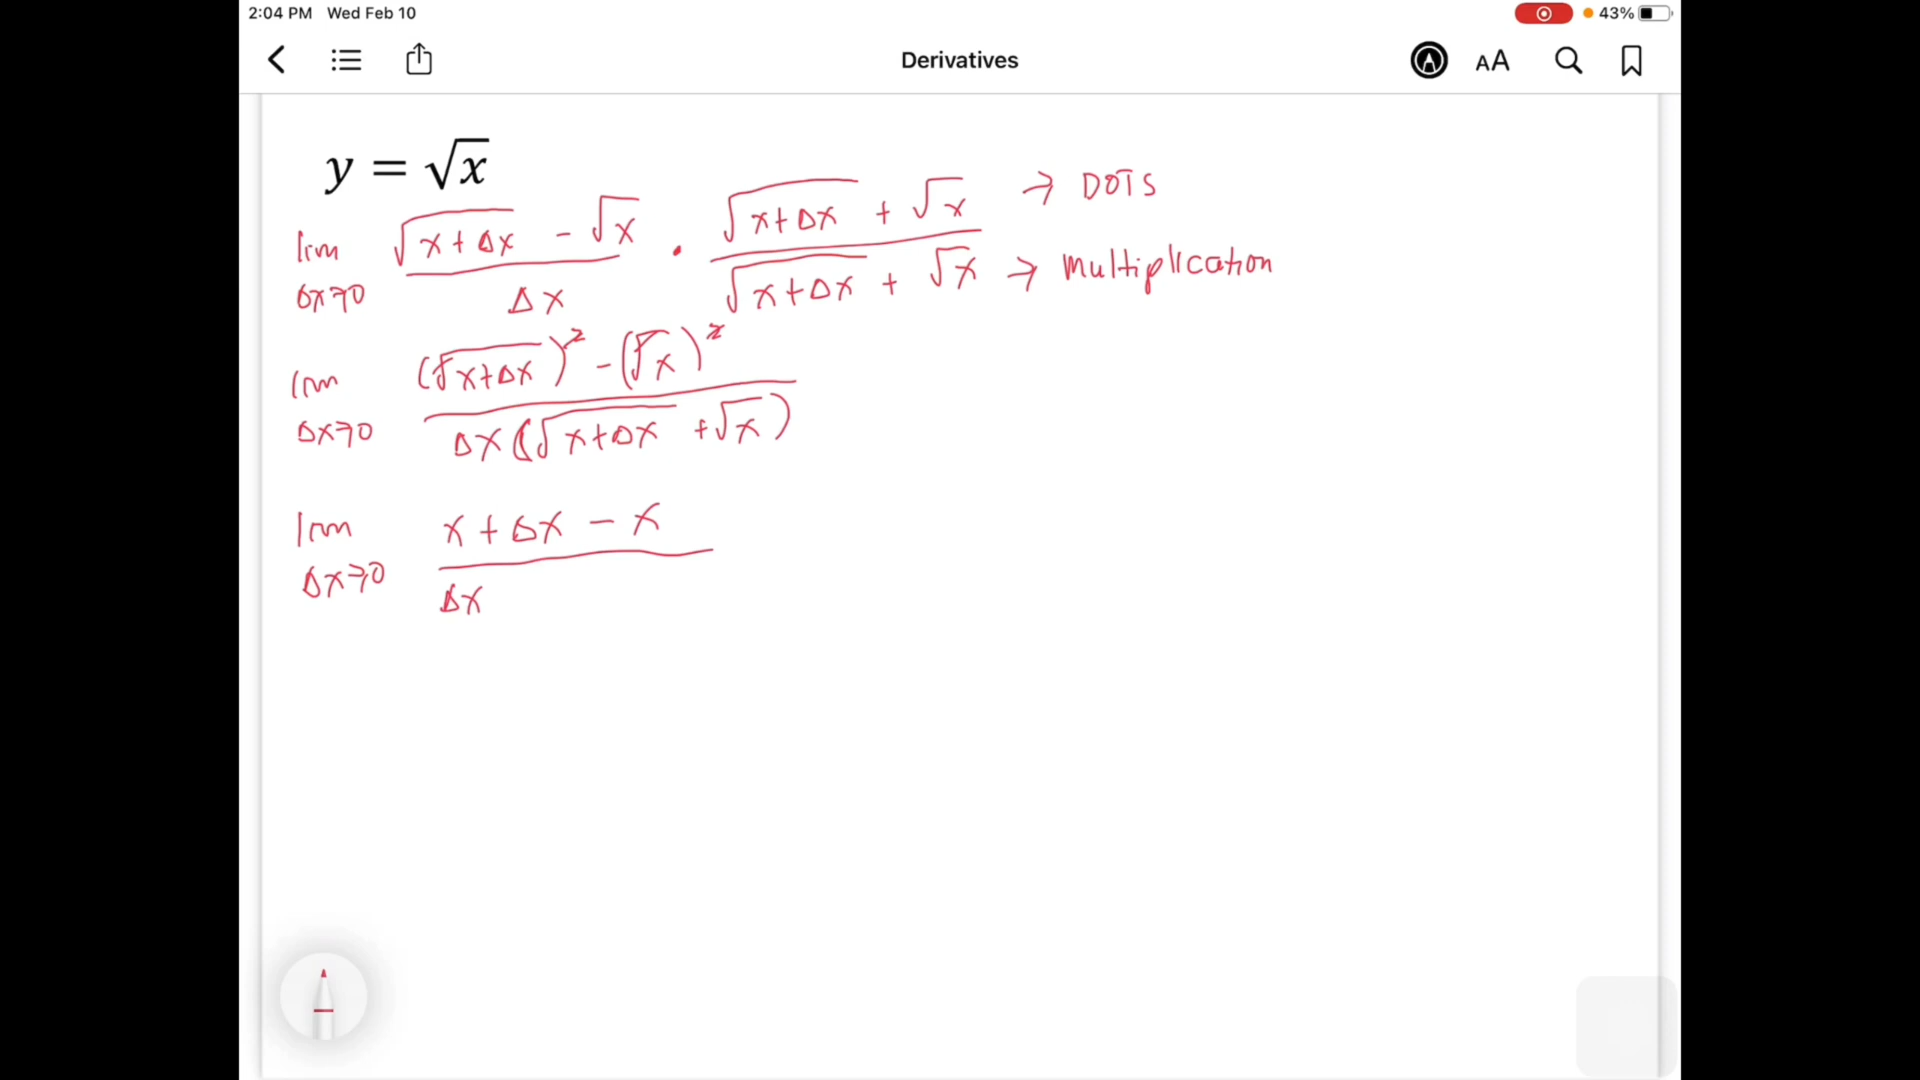 2:04 PM Wed Feb 10 43%
Derivatives
y = √x
lim Δx→0 (√(x+Δx) - √x)/Δx · (√(x+Δx) + √x)/(√(x+Δx) + √x) → DOTS
→ Multiplication
lim Δx→0 ((√(x+Δx))² - (√x)²)/(Δx(√(x+Δx) + √x))
lim Δx→0 (x + Δx - x)/Δx